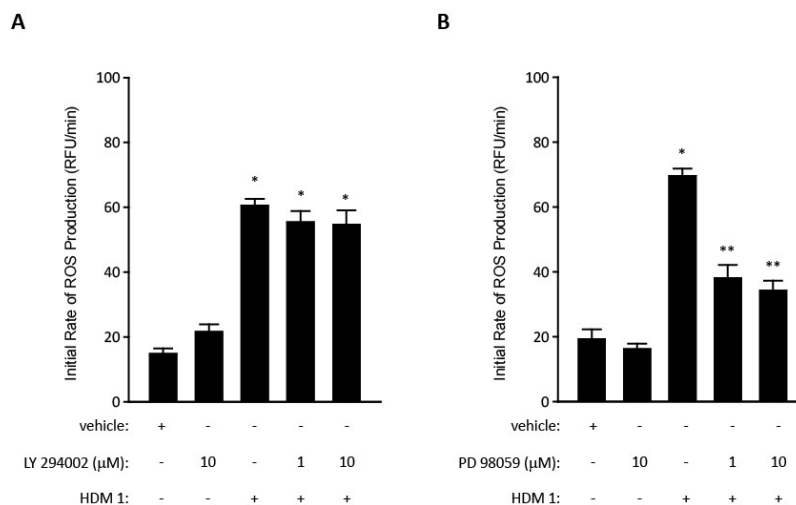 A
Initial Rate of ROS Production (RFU/min)
100
80
60
40
20
0
* * *
vehicle: + - - - -
LY 294002 (μM): - 10 - 1 10
HDM 1: - - + + +
B
Initial Rate of ROS Production (RFU/min)
100
80
60
40
20
0
* ** **
vehicle: + - - - -
PD 98059 (μM): - 10 - 1 10
HDM 1: - - + + +